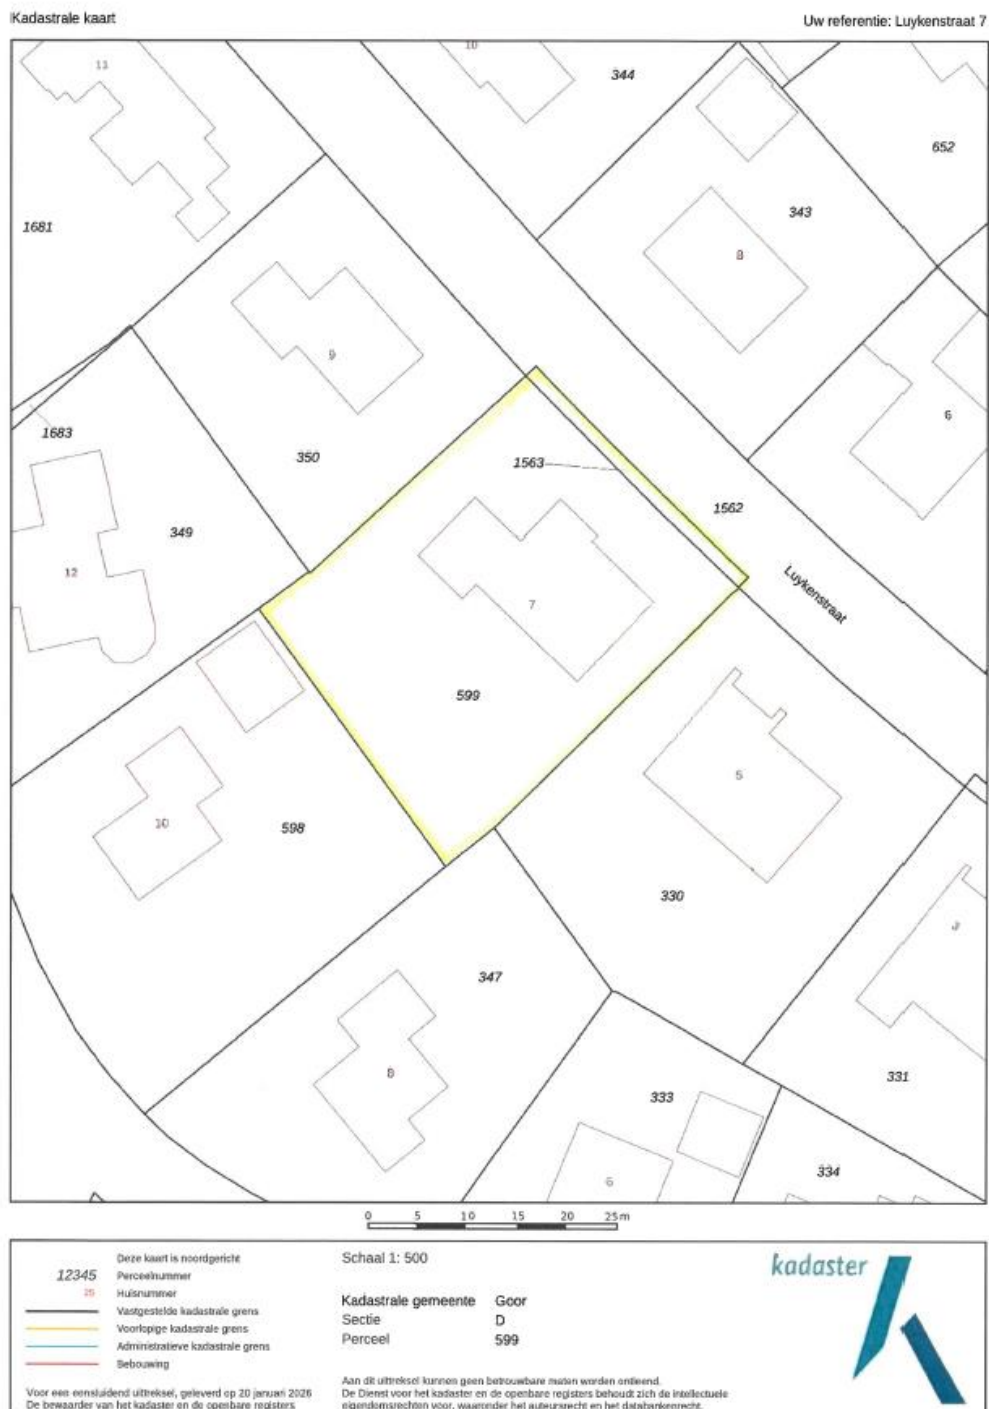 Kadastrale kaart
Uw referentie: Luykenstraat 7
11
10
344
652
1681
343
8
9
6
1683
350
1563
349
1562
12
Luykenstraat
7
599
5
10
598
330
3
347
8
331
333
334
6
0 5 10 15 20 25m
Deze kaart is noordgericht
12345 Perceelnummer
25 Huisnummer
Vastgestelde kadastrale grens
Voorlopige kadastrale grens
Administratieve kadastrale grens
Bebouwing
Schaal 1: 500
Kadastrale gemeente Goor
Sectie D
Perceel 599
kadaster
Voor een eensluidend uittreksel, geleverd op 20 januari 2026
De bewaarder van het kadaster en de openbare registers
Aan dit uittreksel kunnen geen betrouwbare maten worden ontleend.
De Dienst voor het kadaster en de openbare registers behoudt zich de intellectuele
eigendomsrechten voor, waaronder het auteursrecht en het databankenrecht.